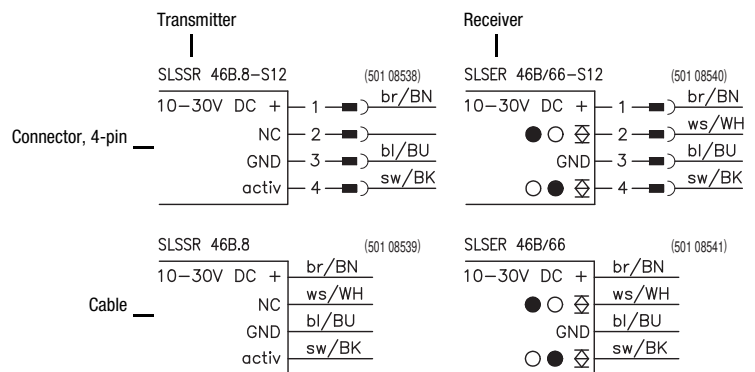 Transmitter Receiver
SLSSR 46B.8-S12 (501 08538) SLSER 46B/66-S12 (501 08540)
10-30V DC + 1 br/BN 10-30V DC + 1 br/BN
Connector, 4-pin NC 2 2 ws/WH
GND 3 bl/BU GND 3 bl/BU
activ 4 sw/BK 4 sw/BK
SLSSR 46B.8 (501 08539) SLSER 46B/66 (501 08541)
10-30V DC + br/BN 10-30V DC + br/BN
Cable NC ws/WH ws/WH
GND bl/BU GND bl/BU
activ sw/BK sw/BK